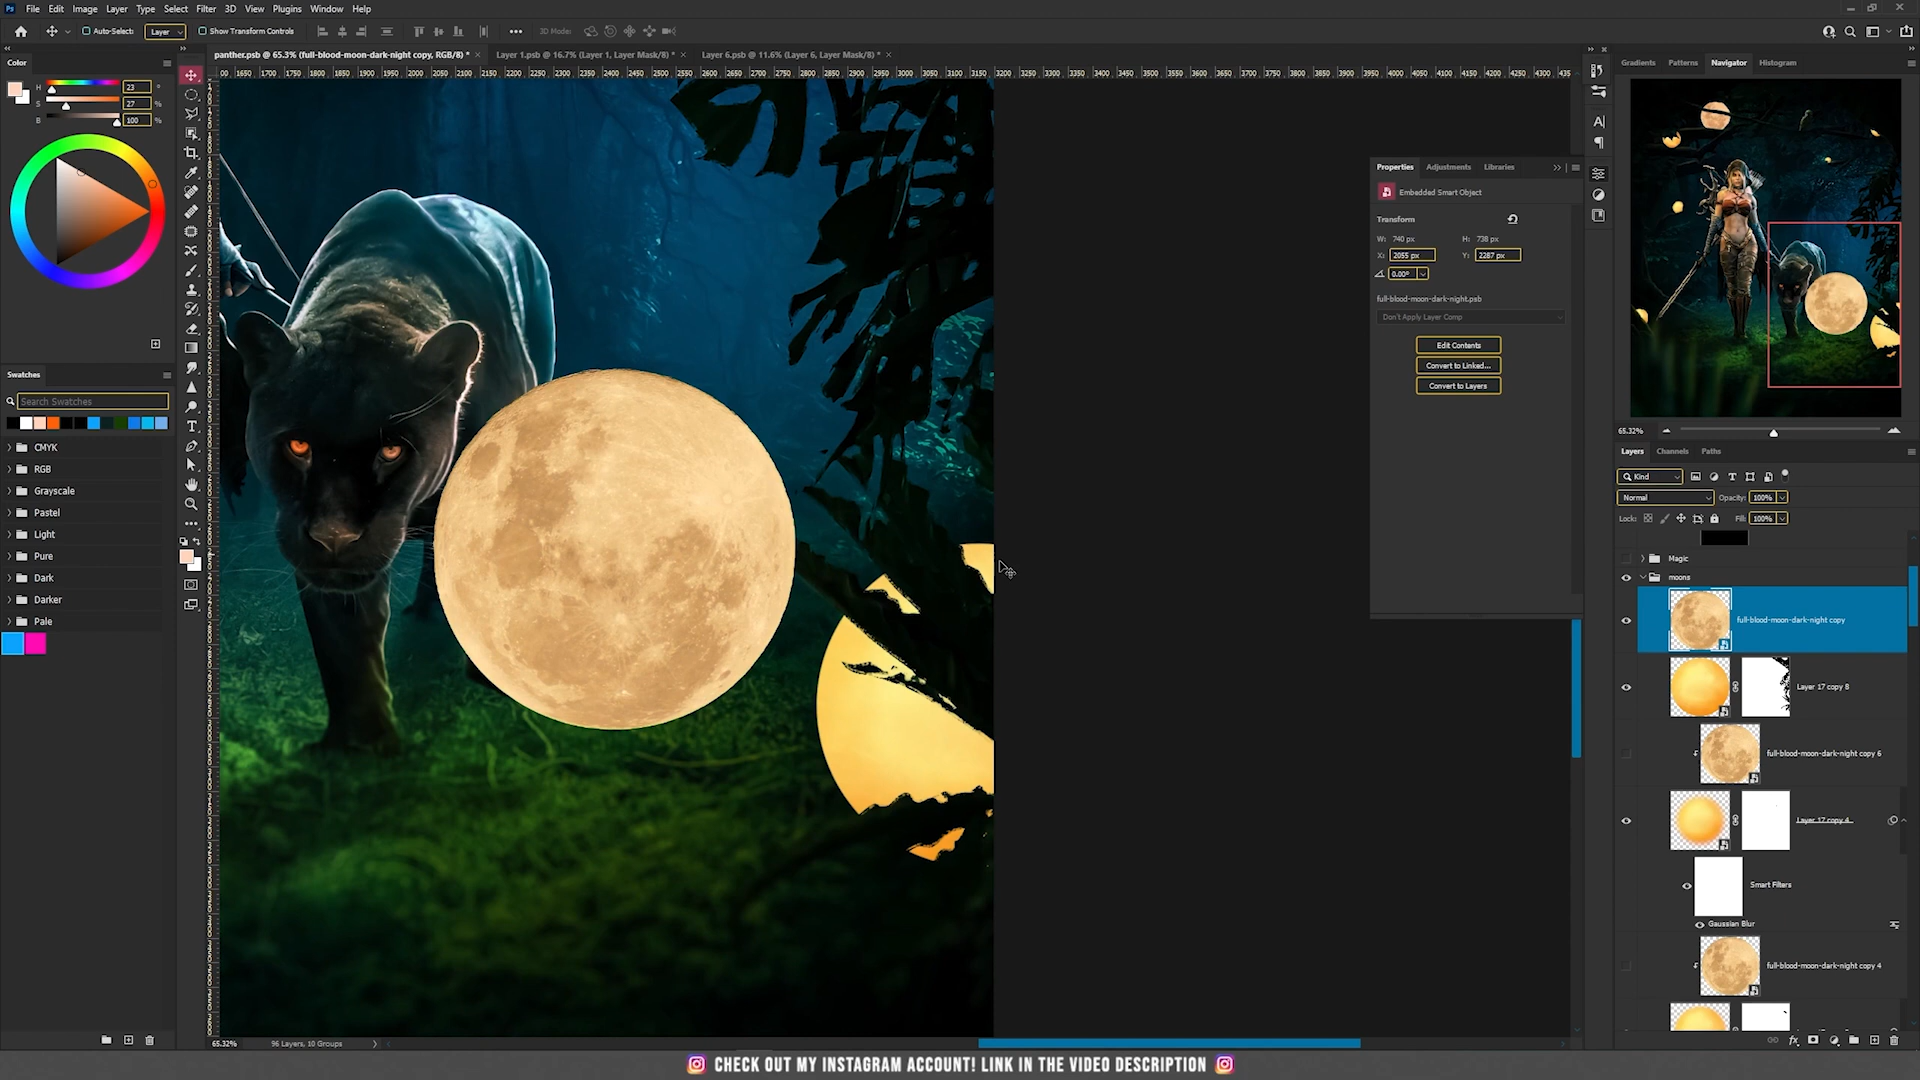 File Edit Image Layer Type Select Filter 3D View Plugins Window Help
Auto-Select: Layer Show Transform Controls 3D Mode:
panther.psb @ 65.3% (full-blood-moon-dark-night copy, RGB/8) * Layer 1.psb @ 16.7% (Layer 1, Layer Mask/8) * Layer 6.psb @ 11.6% (Layer 6, Layer Mask/8) *
Color
H 23 °
S 27 %
B 100 %
Swatches
Search Swatches
CMYK
RGB
Grayscale
Pastel
Light
Pure
Dark
Darker
Pale
Properties Adjustments Libraries
Embedded Smart Object
Transform
W: 740 px H: 738 px
X: 2055 px Y: 2287 px
0.00°
full-blood-moon-dark-night.psb
Don't Apply Layer Comp
Edit Contents
Convert to Linked...
Convert to Layers
Gradients Patterns Navigator Histogram
65.32%
Layers Channels Paths
Kind
Normal Opacity: 100%
Lock: Fill: 100%
Magic
moons
full-blood-moon-dark-night copy
Layer 17 copy 8
full-blood-moon-dark-night copy 6
Layer 17 copy 4
Smart Filters
Gaussian Blur
full-blood-moon-dark-night copy 4
65.32% 96 Layers, 10 Groups
CHECK OUT MY INSTAGRAM ACCOUNT! LINK IN THE VIDEO DESCRIPTION